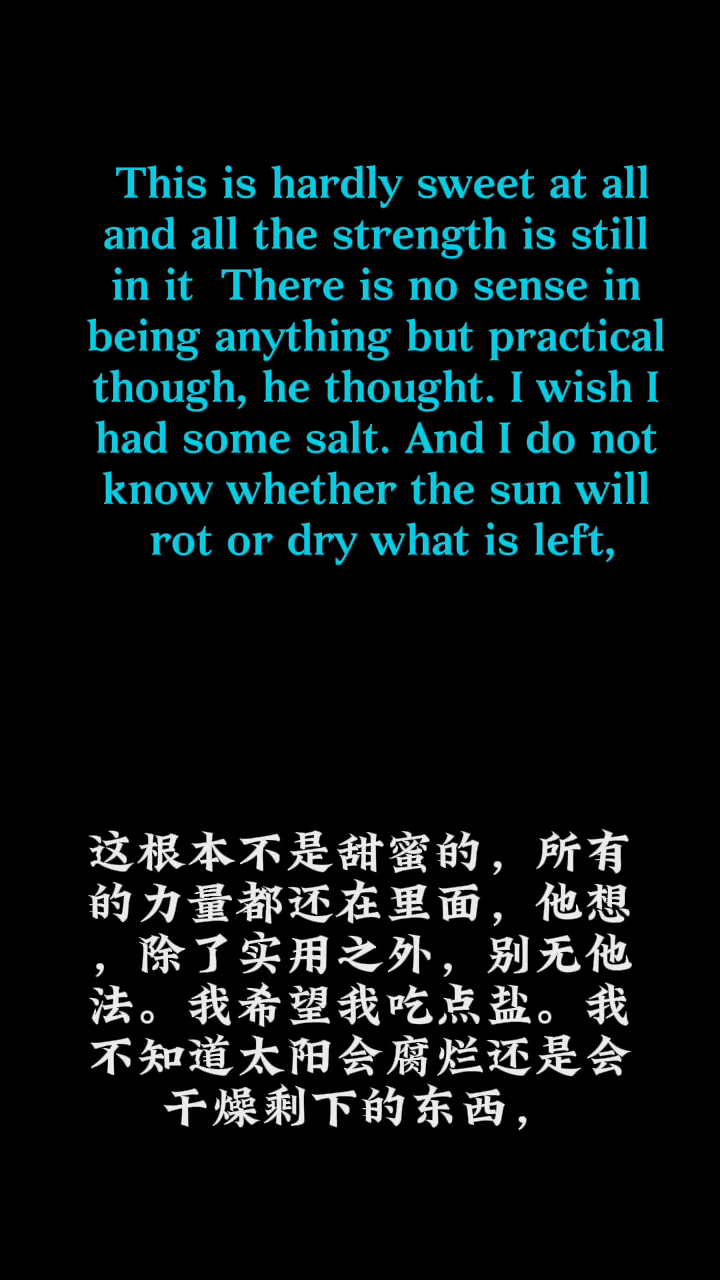 This is hardly sweet at all
and all the strength is still
in it  There is no sense in
being anything but practical
though, he thought. I wish I
had some salt. And I do not
know whether the sun will
rot or dry what is left,
这根本不是甜蜜的，所有
的力量都还在里面，他想
，除了实用之外，别无他
法。我希望我吃点盐。我
不知道太阳会腐烂还是会
干燥剩下的东西，